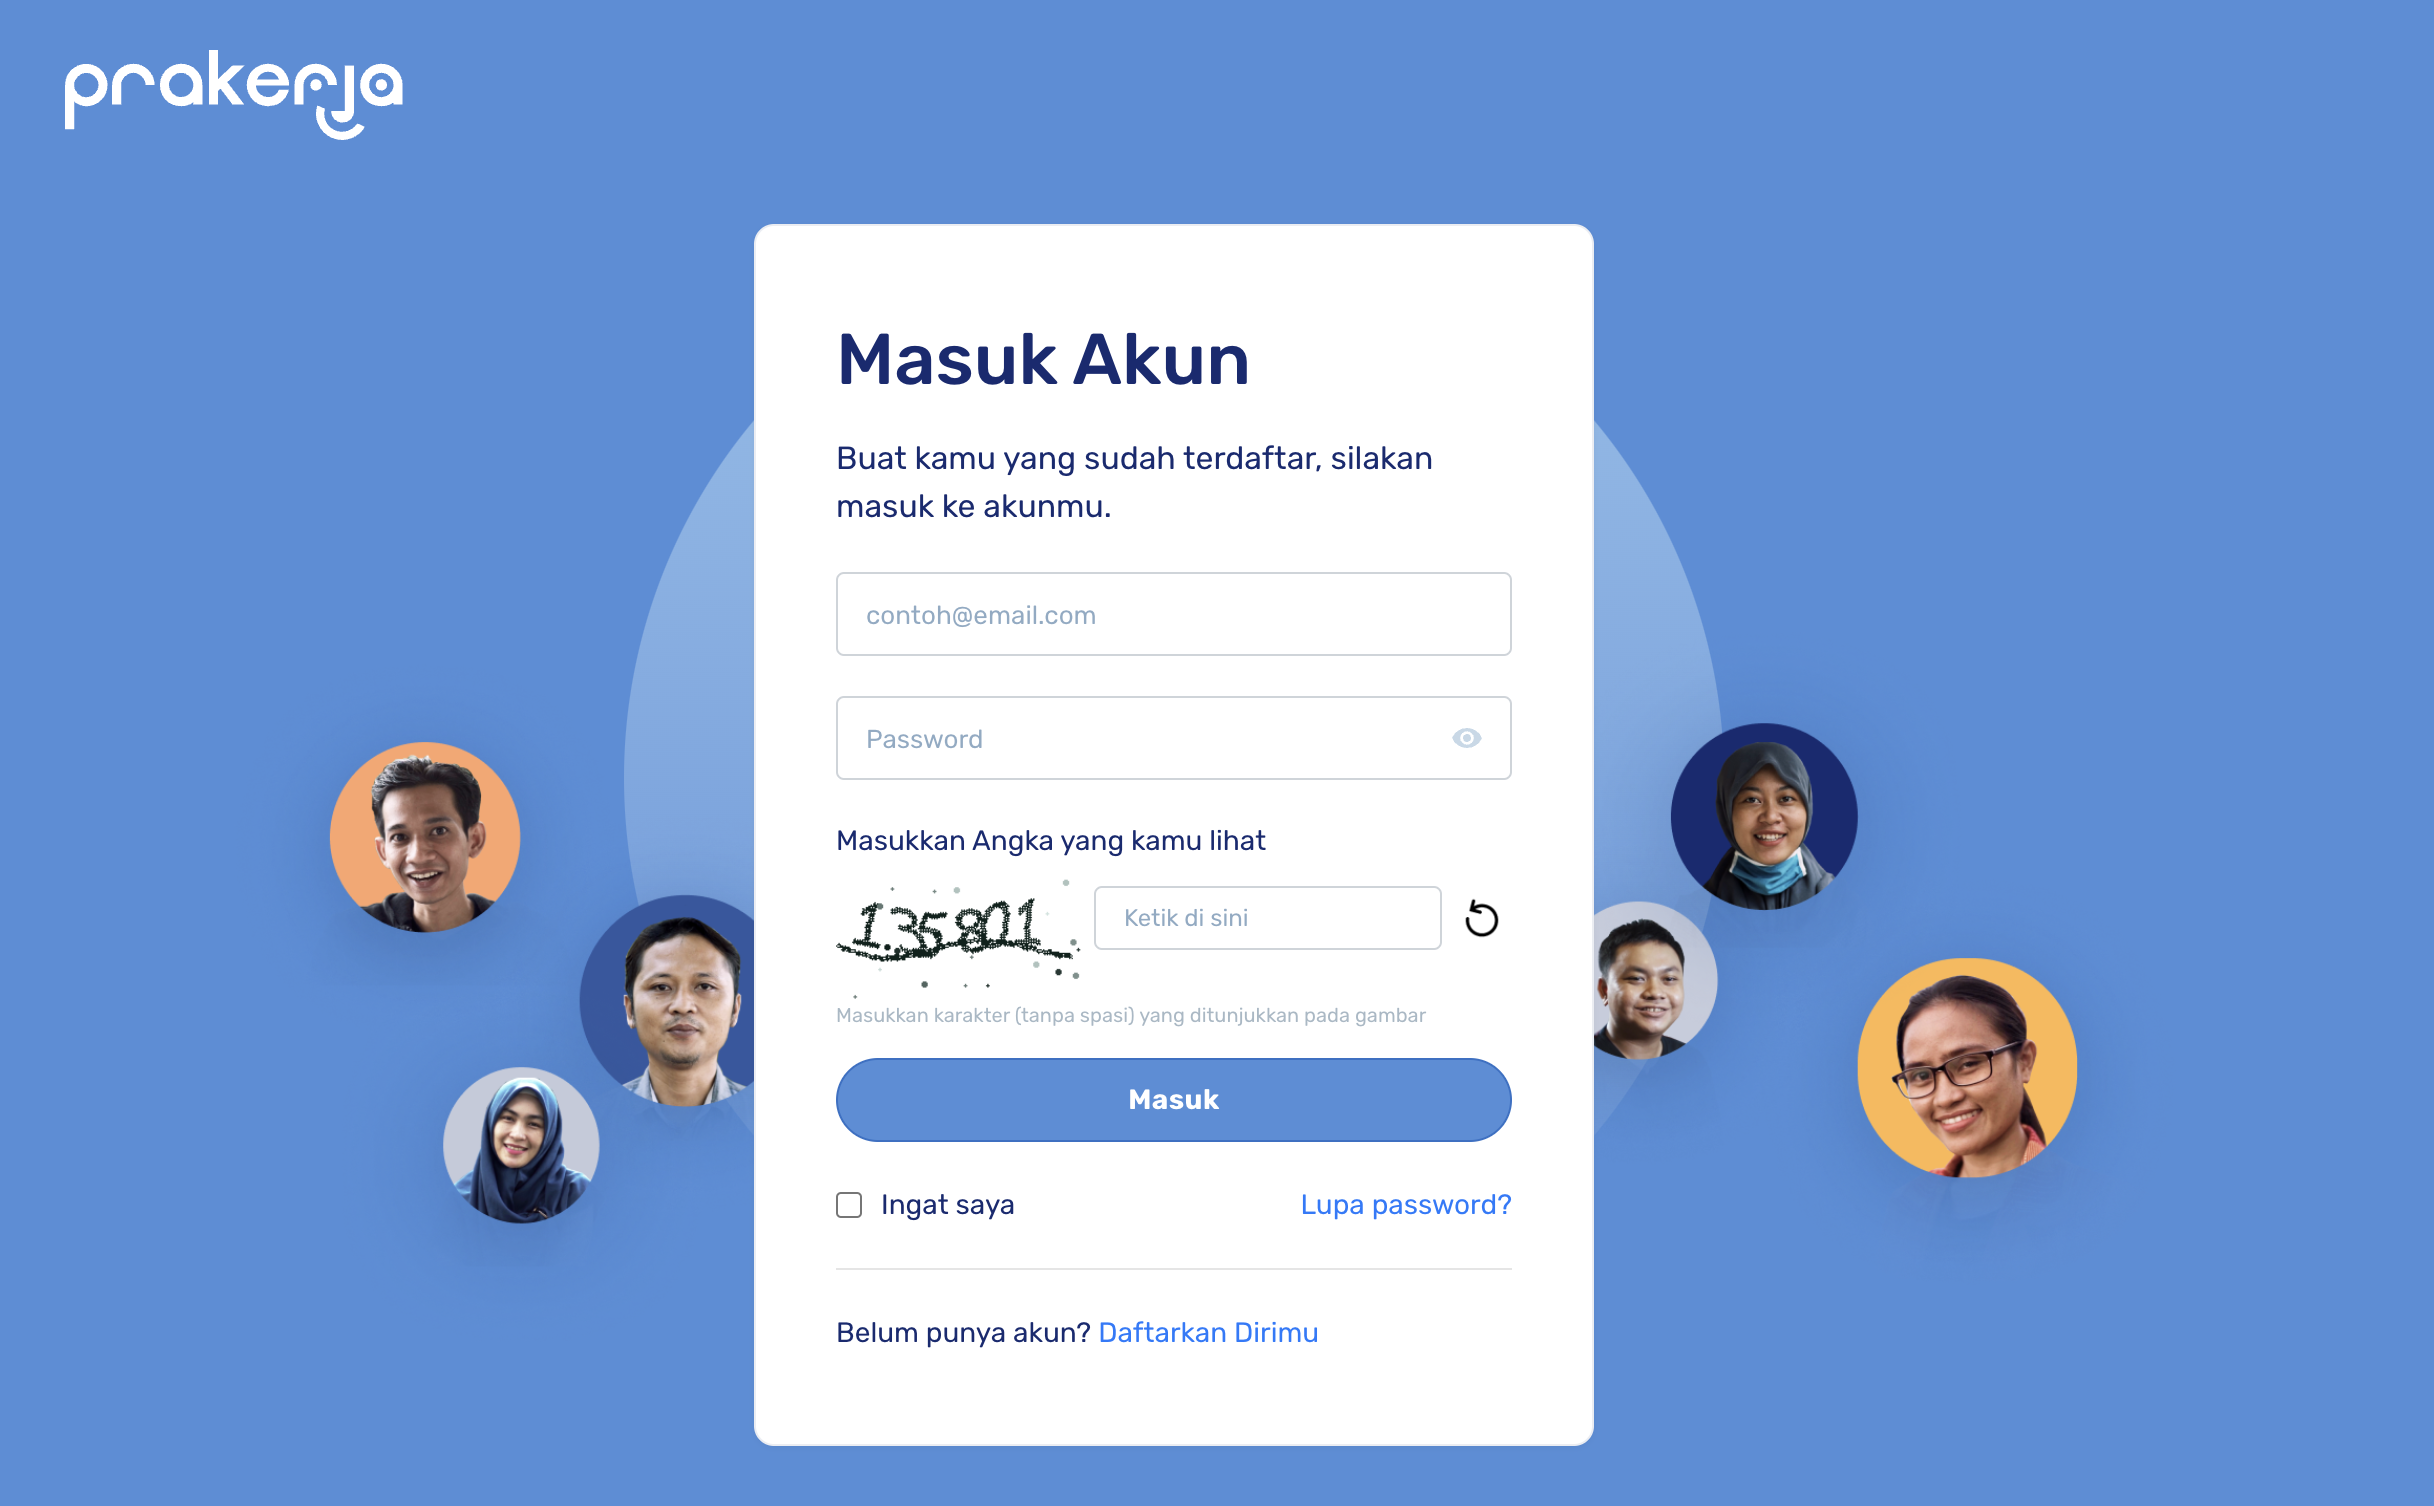 prakerja
Masuk Akun
Buat kamu yang sudah terdaftar, silakan
masuk ke akunmu.
contoh@email.com
Password
Masukkan Angka yang kamu lihat
135801
Ketik di sini
Masukkan karakter (tanpa spasi) yang ditunjukkan pada gambar
Masuk
Ingat saya
Lupa password?
Belum punya akun? Daftarkan Dirimu